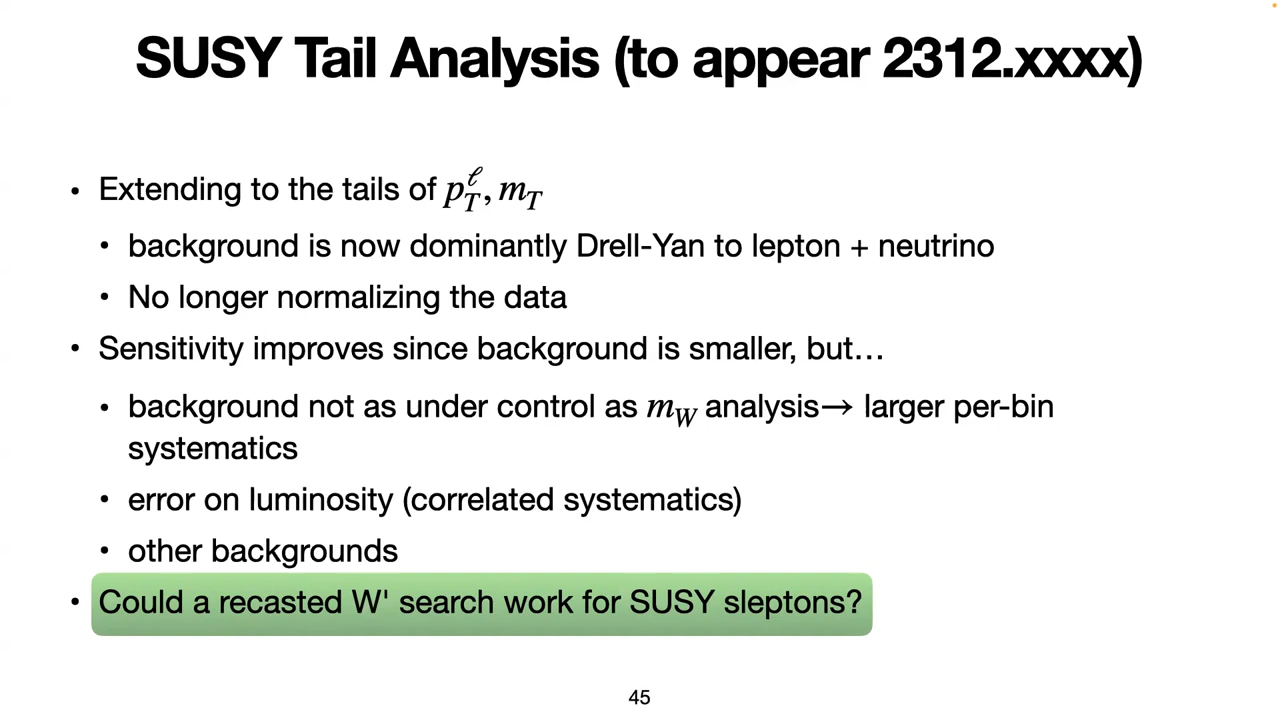 SUSY Tail Analysis (to appear 2312.xxxx)
• Extending to the tails of $p_T^\ell, m_T$
• background is now dominantly Drell-Yan to lepton + neutrino
• No longer normalizing the data
• Sensitivity improves since background is smaller, but…
• background not as under control as $m_W$ analysis→ larger per-bin
systematics
• error on luminosity (correlated systematics)
• other backgrounds
• Could a recasted W' search work for SUSY sleptons?
45